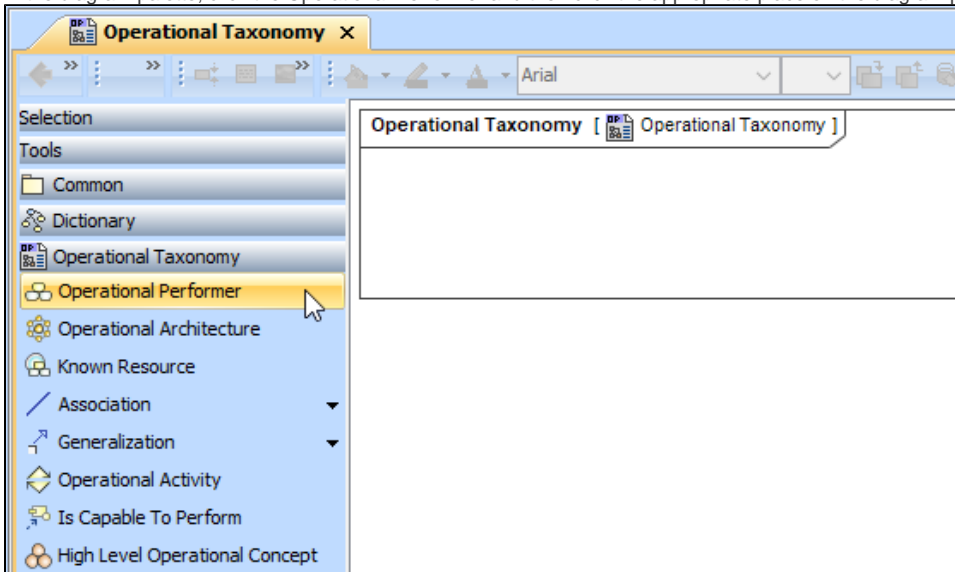 Operational Taxonomy
Arial
Selection
Tools
Common
Dictionary
Operational Taxonomy
Operational Performer
Operational Architecture
Known Resource
Association
Generalization
Operational Activity
Is Capable To Perform
High Level Operational Concept
Operational Taxonomy [ Operational Taxonomy ]